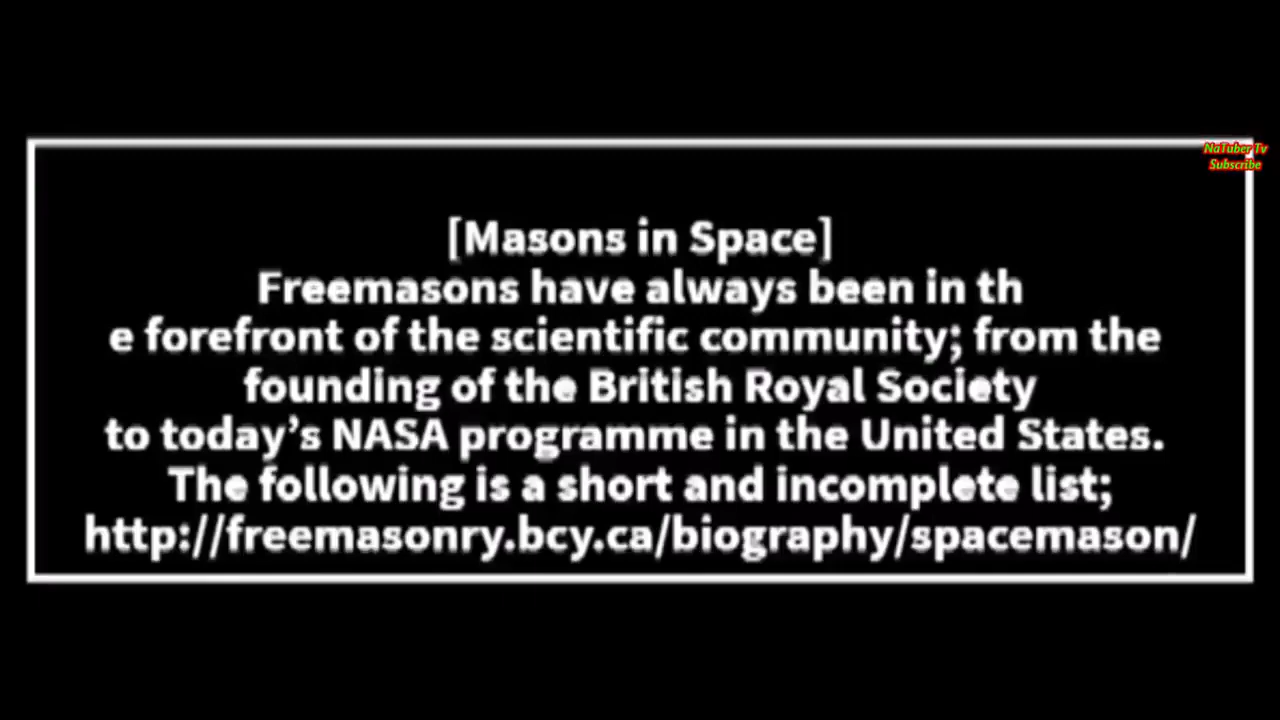 NaTuber Tv
Subscribe
[Masons in Space]
Freemasons have always been in th
e forefront of the scientific community; from the
founding of the British Royal Society
to today’s NASA programme in the United States.
The following is a short and incomplete list;
http://freemasonry.bcy.ca/biography/spacemason/